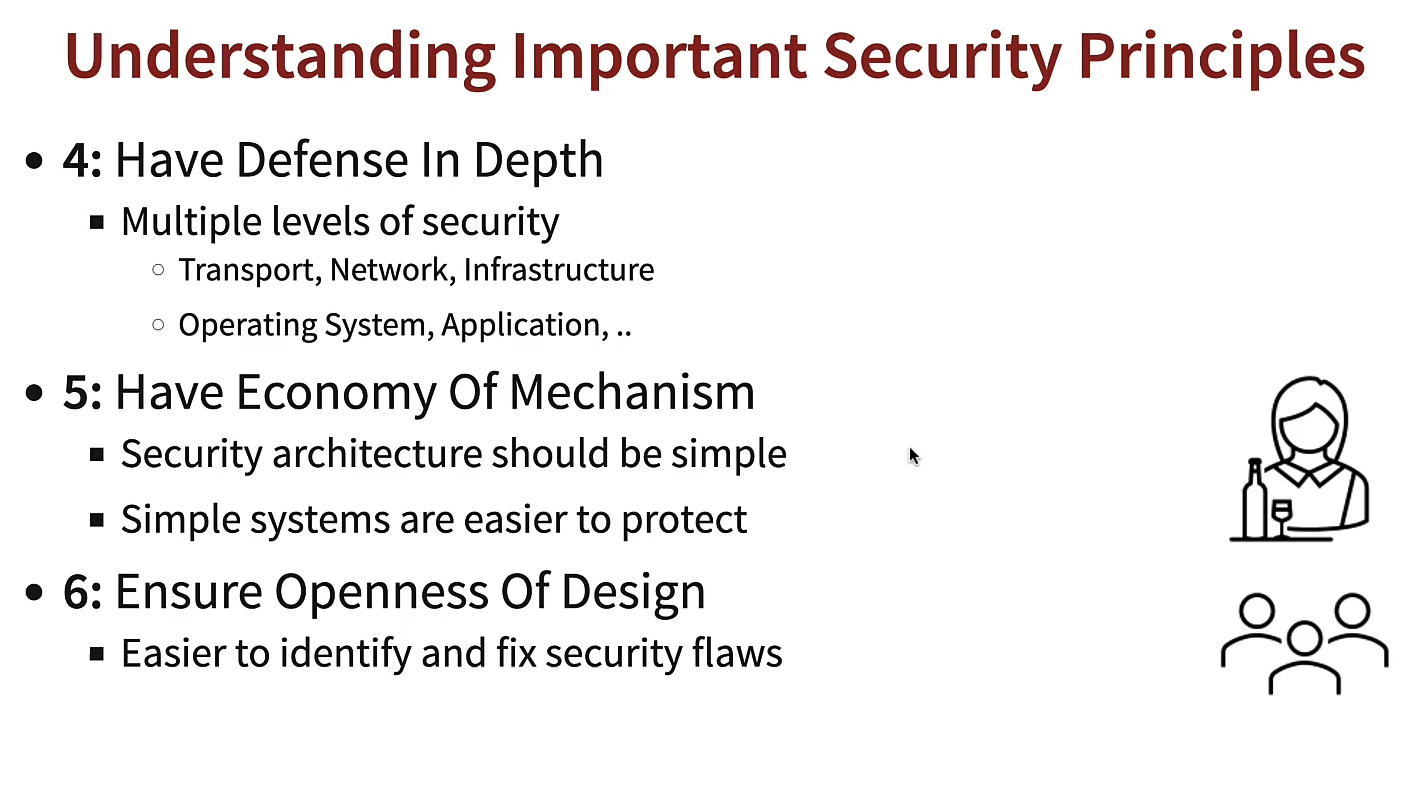 Understanding Important Security Principles
• 4: Have Defense In Depth
▪ Multiple levels of security
○ Transport, Network, Infrastructure
○ Operating System, Application, ..
• 5: Have Economy Of Mechanism
▪ Security architecture should be simple
▪ Simple systems are easier to protect
• 6: Ensure Openness Of Design
▪ Easier to identify and fix security flaws